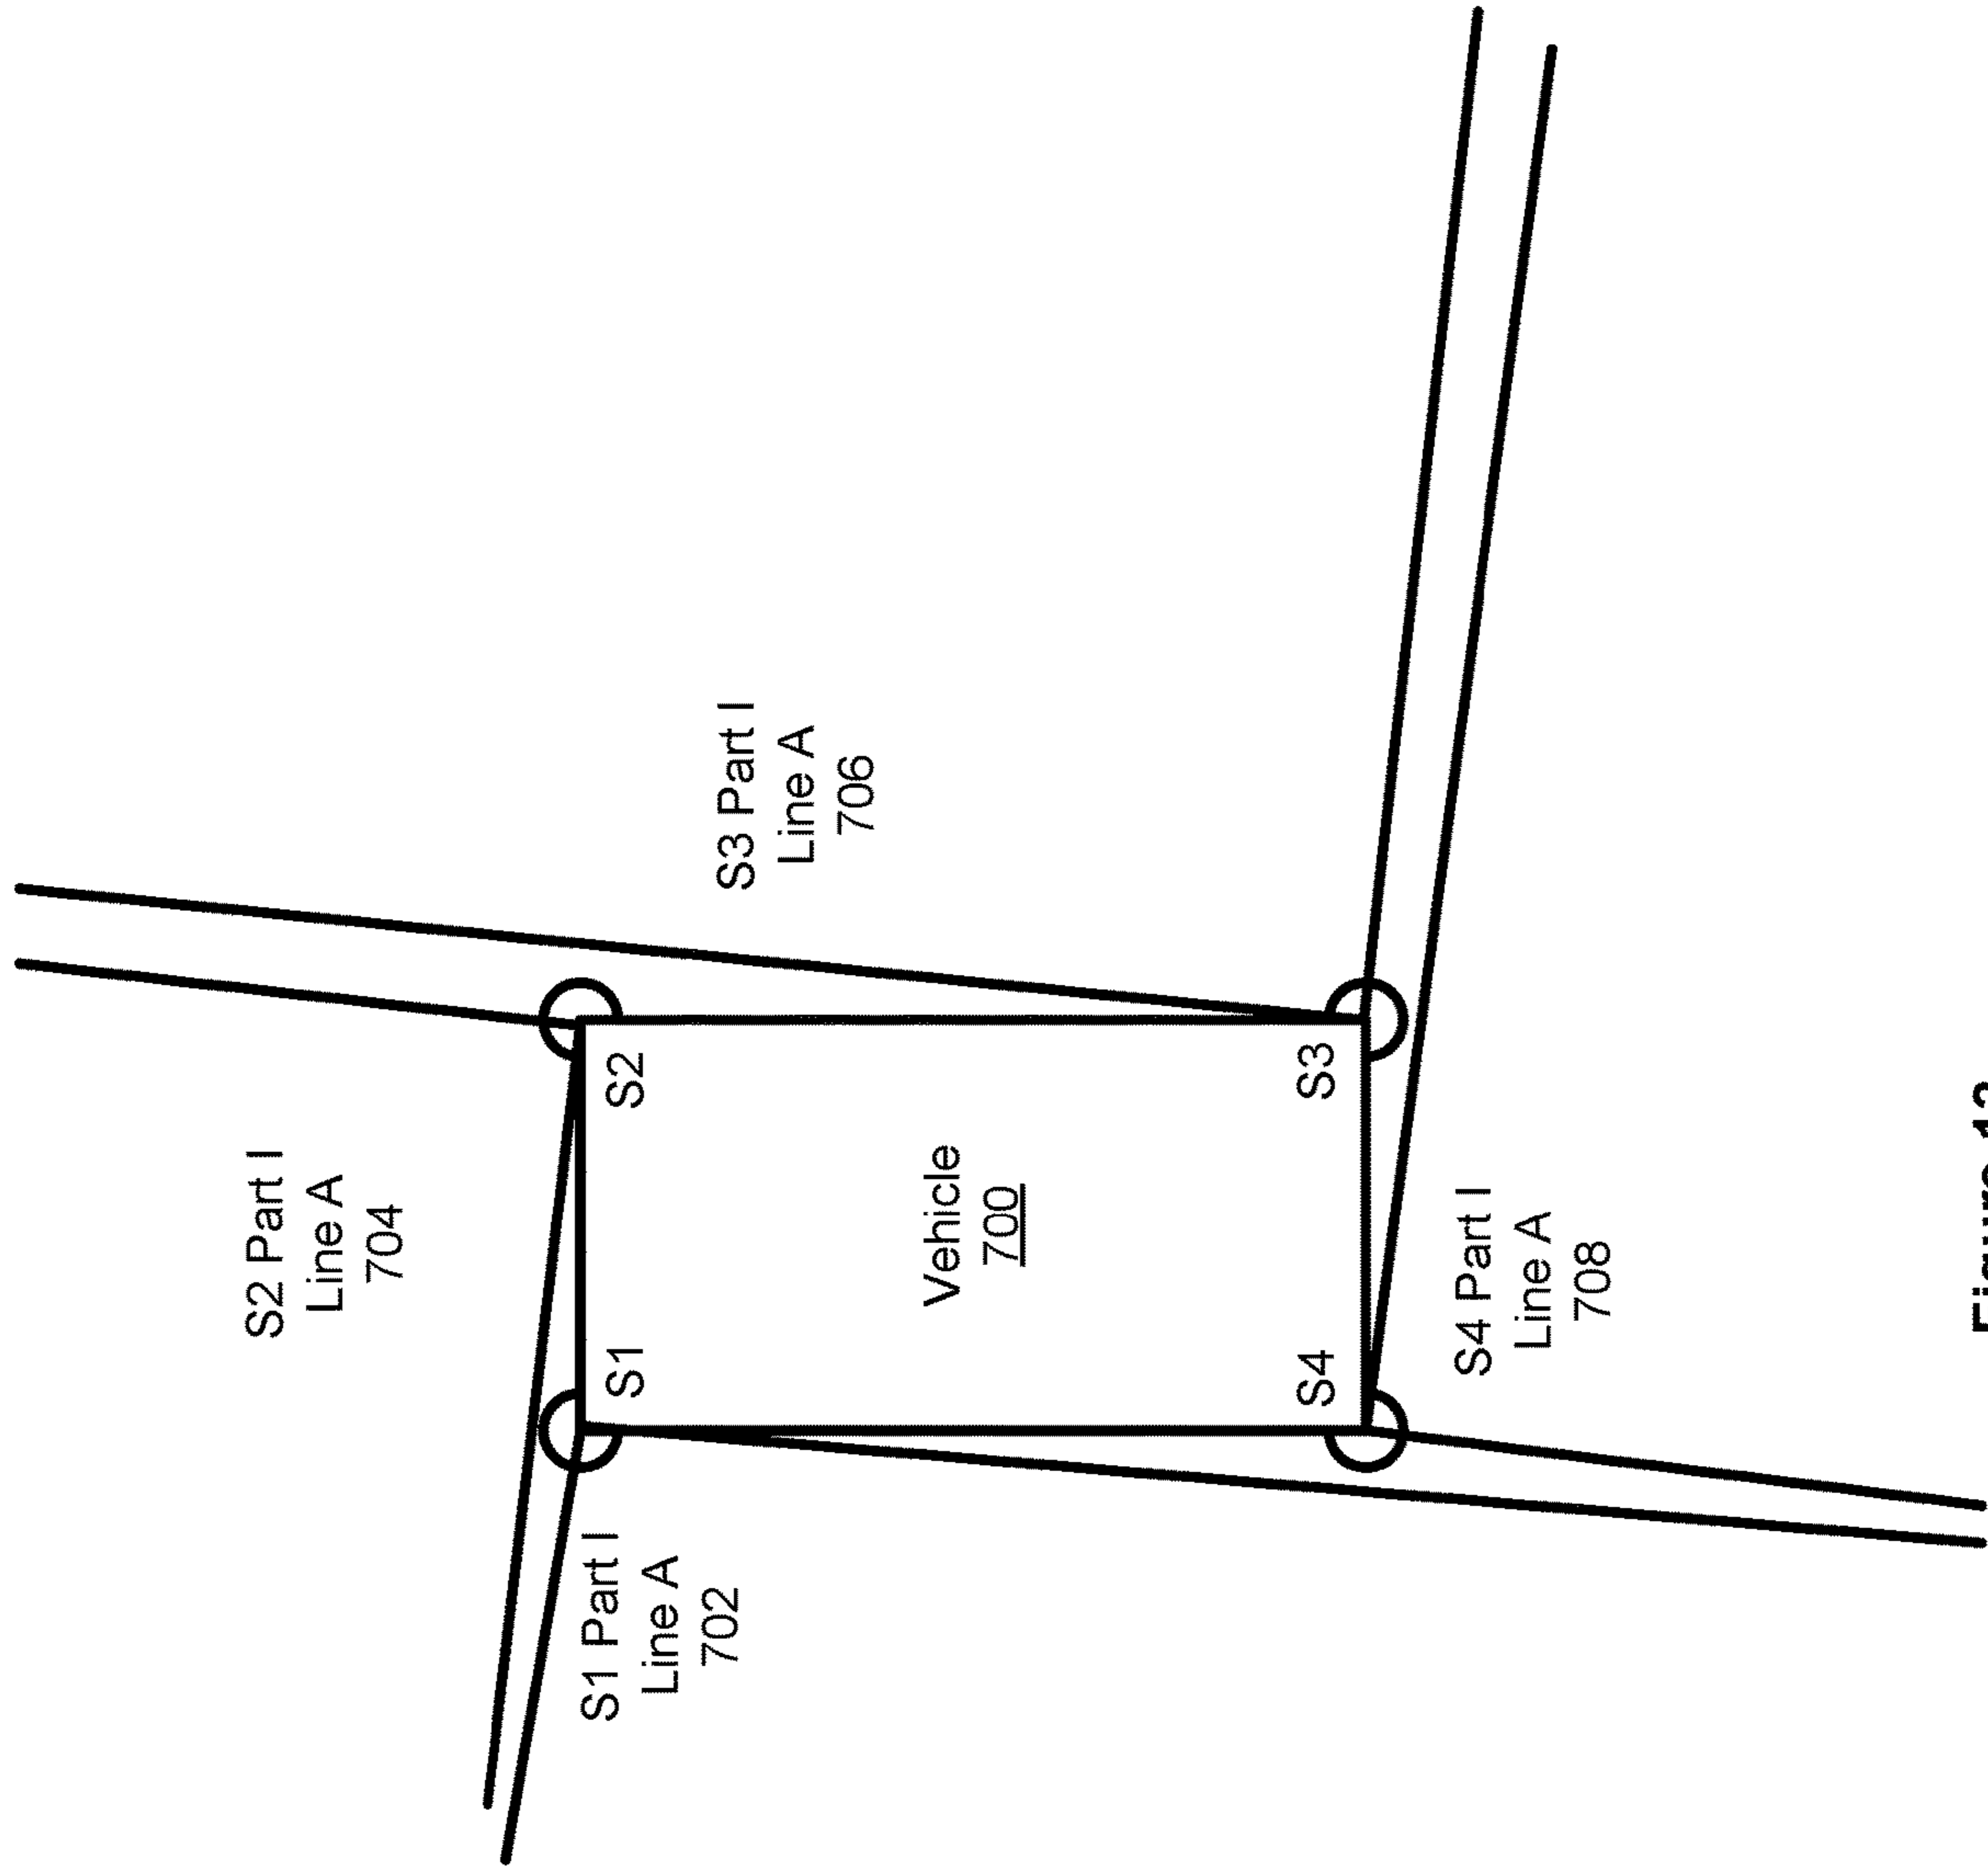 S2 Part I
Line A
704
S1 Part I
Line A
702
S1
S2
S3 Part I
Line A
706
Vehicle
700
S4
S3
S4 Part I
Line A
708
Figure